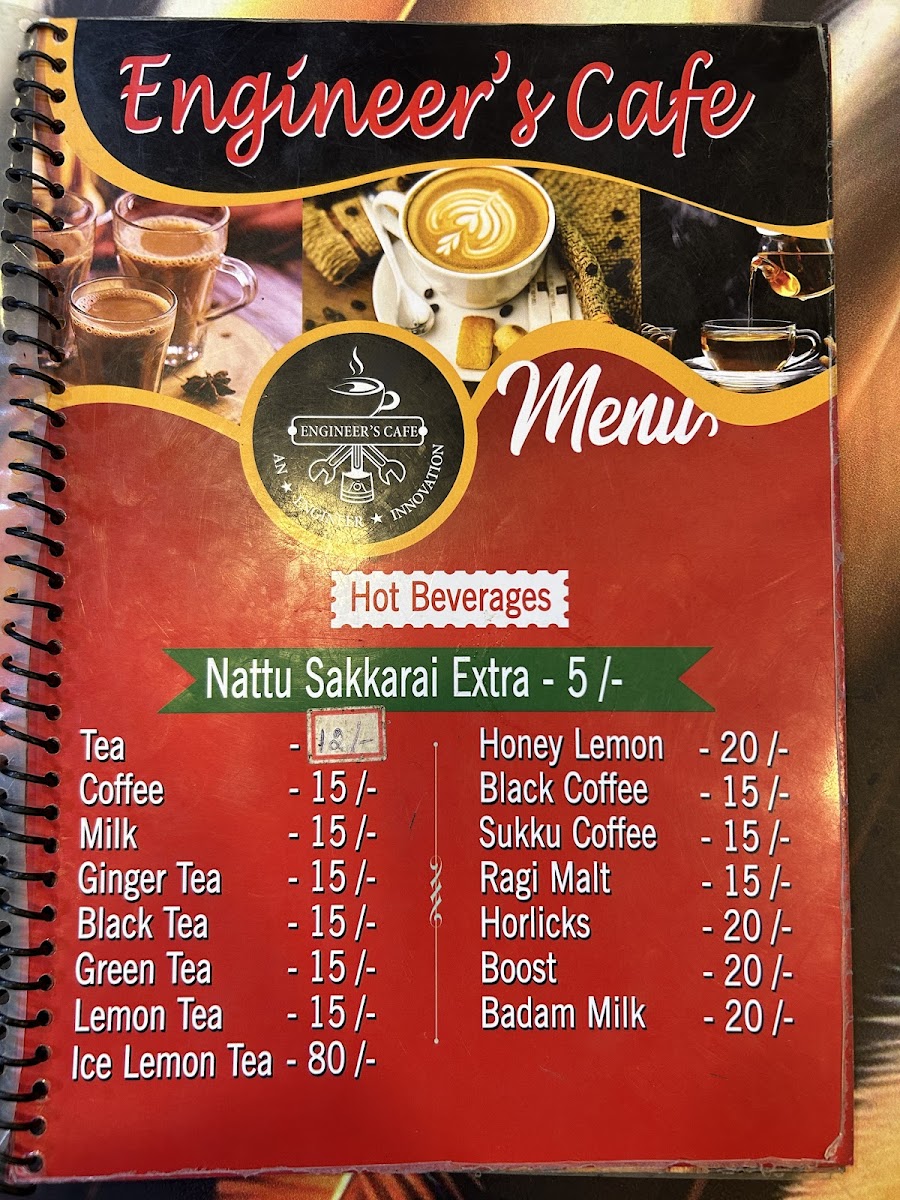 Engineer's Cafe
ENGINEER'S CAFE
AN ★ ENGINEER ★ INNOVATION
Menu
Hot Beverages
Nattu Sakkarai Extra - 5 /-
Tea - 12/-
Coffee - 15 /-
Milk - 15 /-
Ginger Tea - 15 /-
Black Tea - 15 /-
Green Tea - 15 /-
Lemon Tea - 15 /-
Ice Lemon Tea - 80 /-
Honey Lemon - 20 /-
Black Coffee - 15 /-
Sukku Coffee - 15 /-
Ragi Malt - 15 /-
Horlicks - 20 /-
Boost - 20 /-
Badam Milk - 20 /-